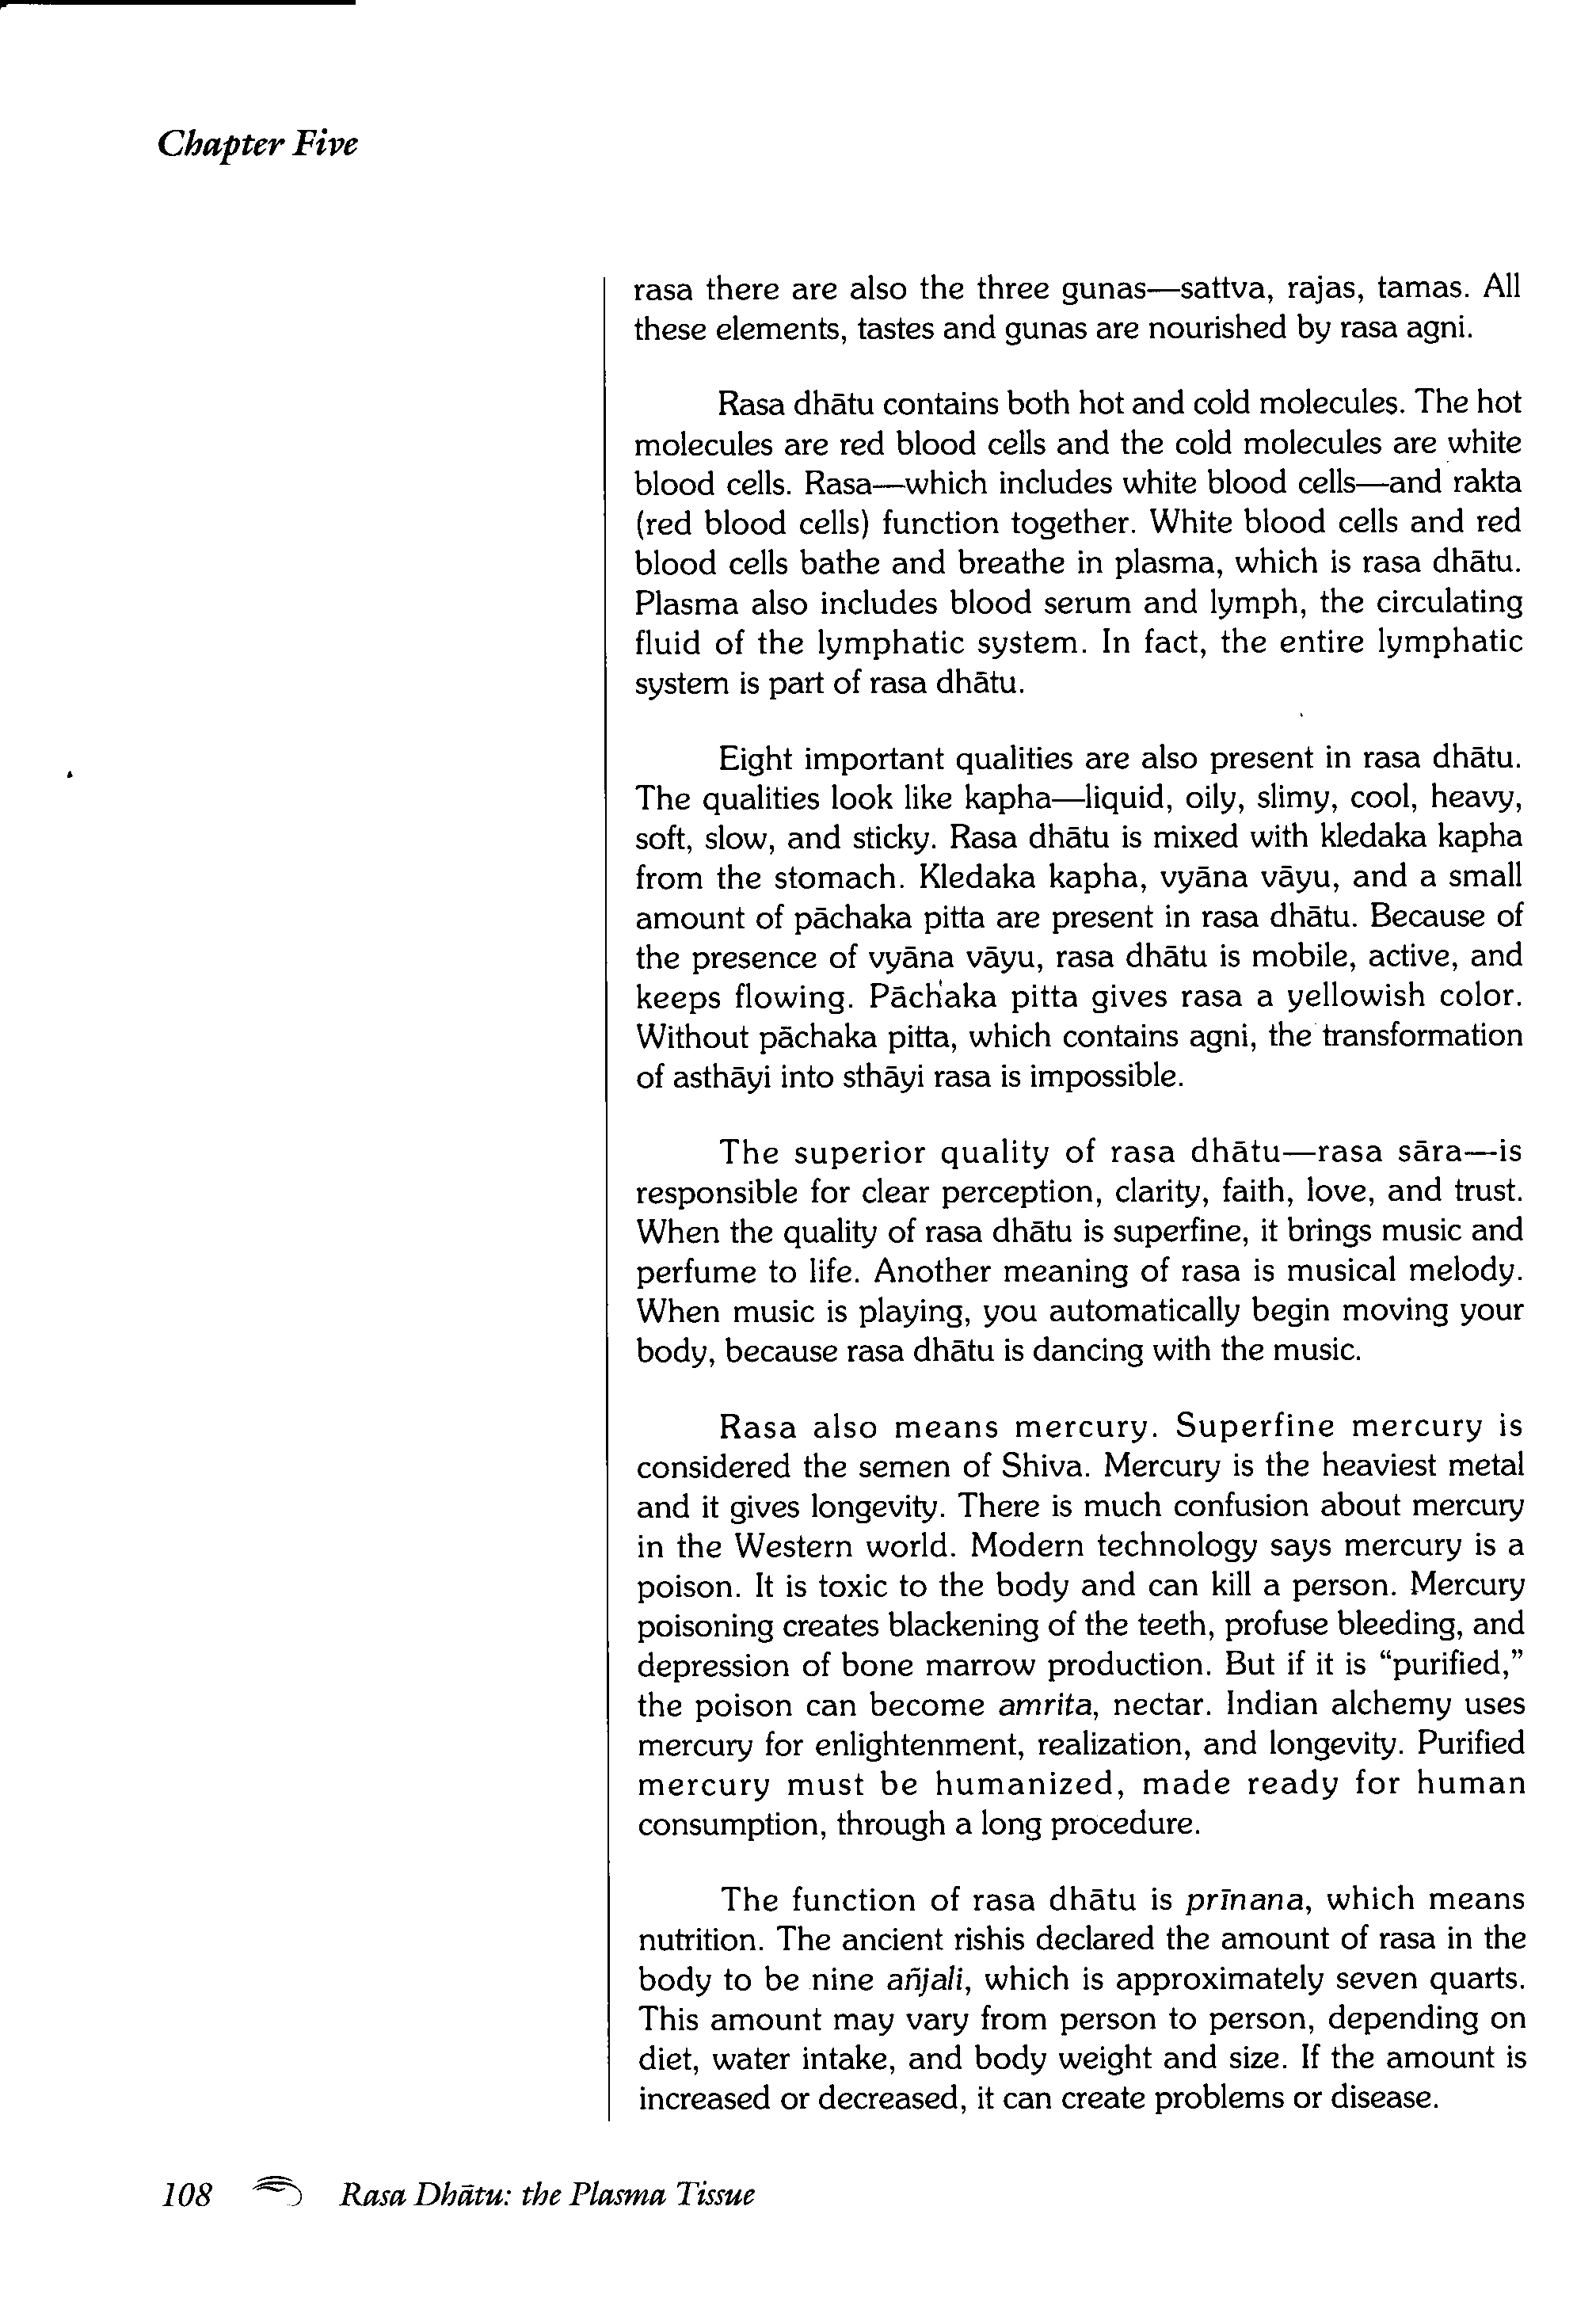 Chapter Five
rasa there are also the three gunas—sattva, rajas, tamas. All
these elements, tastes and gunas are nourished by rasa agni.
Rasa dhātu contains both hot and cold molecules. The hot
molecules are red blood cells and the cold molecules are white
blood cells. Rasa—which includes white blood cells—and rakta
(red blood cells) function together. White blood cells and red
blood cells bathe and breathe in plasma, which is rasa dhātu.
Plasma also includes blood serum and lymph, the circulating
fluid of the lymphatic system. In fact, the entire lymphatic
system is part of rasa dhātu.
Eight important qualities are also present in rasa dhātu.
The qualities look like kapha—liquid, oily, slimy, cool, heavy,
soft, slow, and sticky. Rasa dhātu is mixed with kledaka kapha
from the stomach. Kledaka kapha, vyāna vāyu, and a small
amount of pāchaka pitta are present in rasa dhātu. Because of
the presence of vyāna vāyu, rasa dhātu is mobile, active, and
keeps flowing. Pāchaka pitta gives rasa a yellowish color.
Without pāchaka pitta, which contains agni, the transformation
of asthāyi into sthāyi rasa is impossible.
The superior quality of rasa dhātu—rasa sāra—is
responsible for clear perception, clarity, faith, love, and trust.
When the quality of rasa dhātu is superfine, it brings music and
perfume to life. Another meaning of rasa is musical melody.
When music is playing, you automatically begin moving your
body, because rasa dhātu is dancing with the music.
Rasa also means mercury. Superfine mercury is
considered the semen of Shiva. Mercury is the heaviest metal
and it gives longevity. There is much confusion about mercury
in the Western world. Modern technology says mercury is a
poison. It is toxic to the body and can kill a person. Mercury
poisoning creates blackening of the teeth, profuse bleeding, and
depression of bone marrow production. But if it is “purified,”
the poison can become amrita, nectar. Indian alchemy uses
mercury for enlightenment, realization, and longevity. Purified
mercury must be humanized, made ready for human
consumption, through a long procedure.
The function of rasa dhātu is prīnana, which means
nutrition. The ancient rishis declared the amount of rasa in the
body to be nine añjali, which is approximately seven quarts.
This amount may vary from person to person, depending on
diet, water intake, and body weight and size. If the amount is
increased or decreased, it can create problems or disease.
108 Rasa Dhātu: the Plasma Tissue